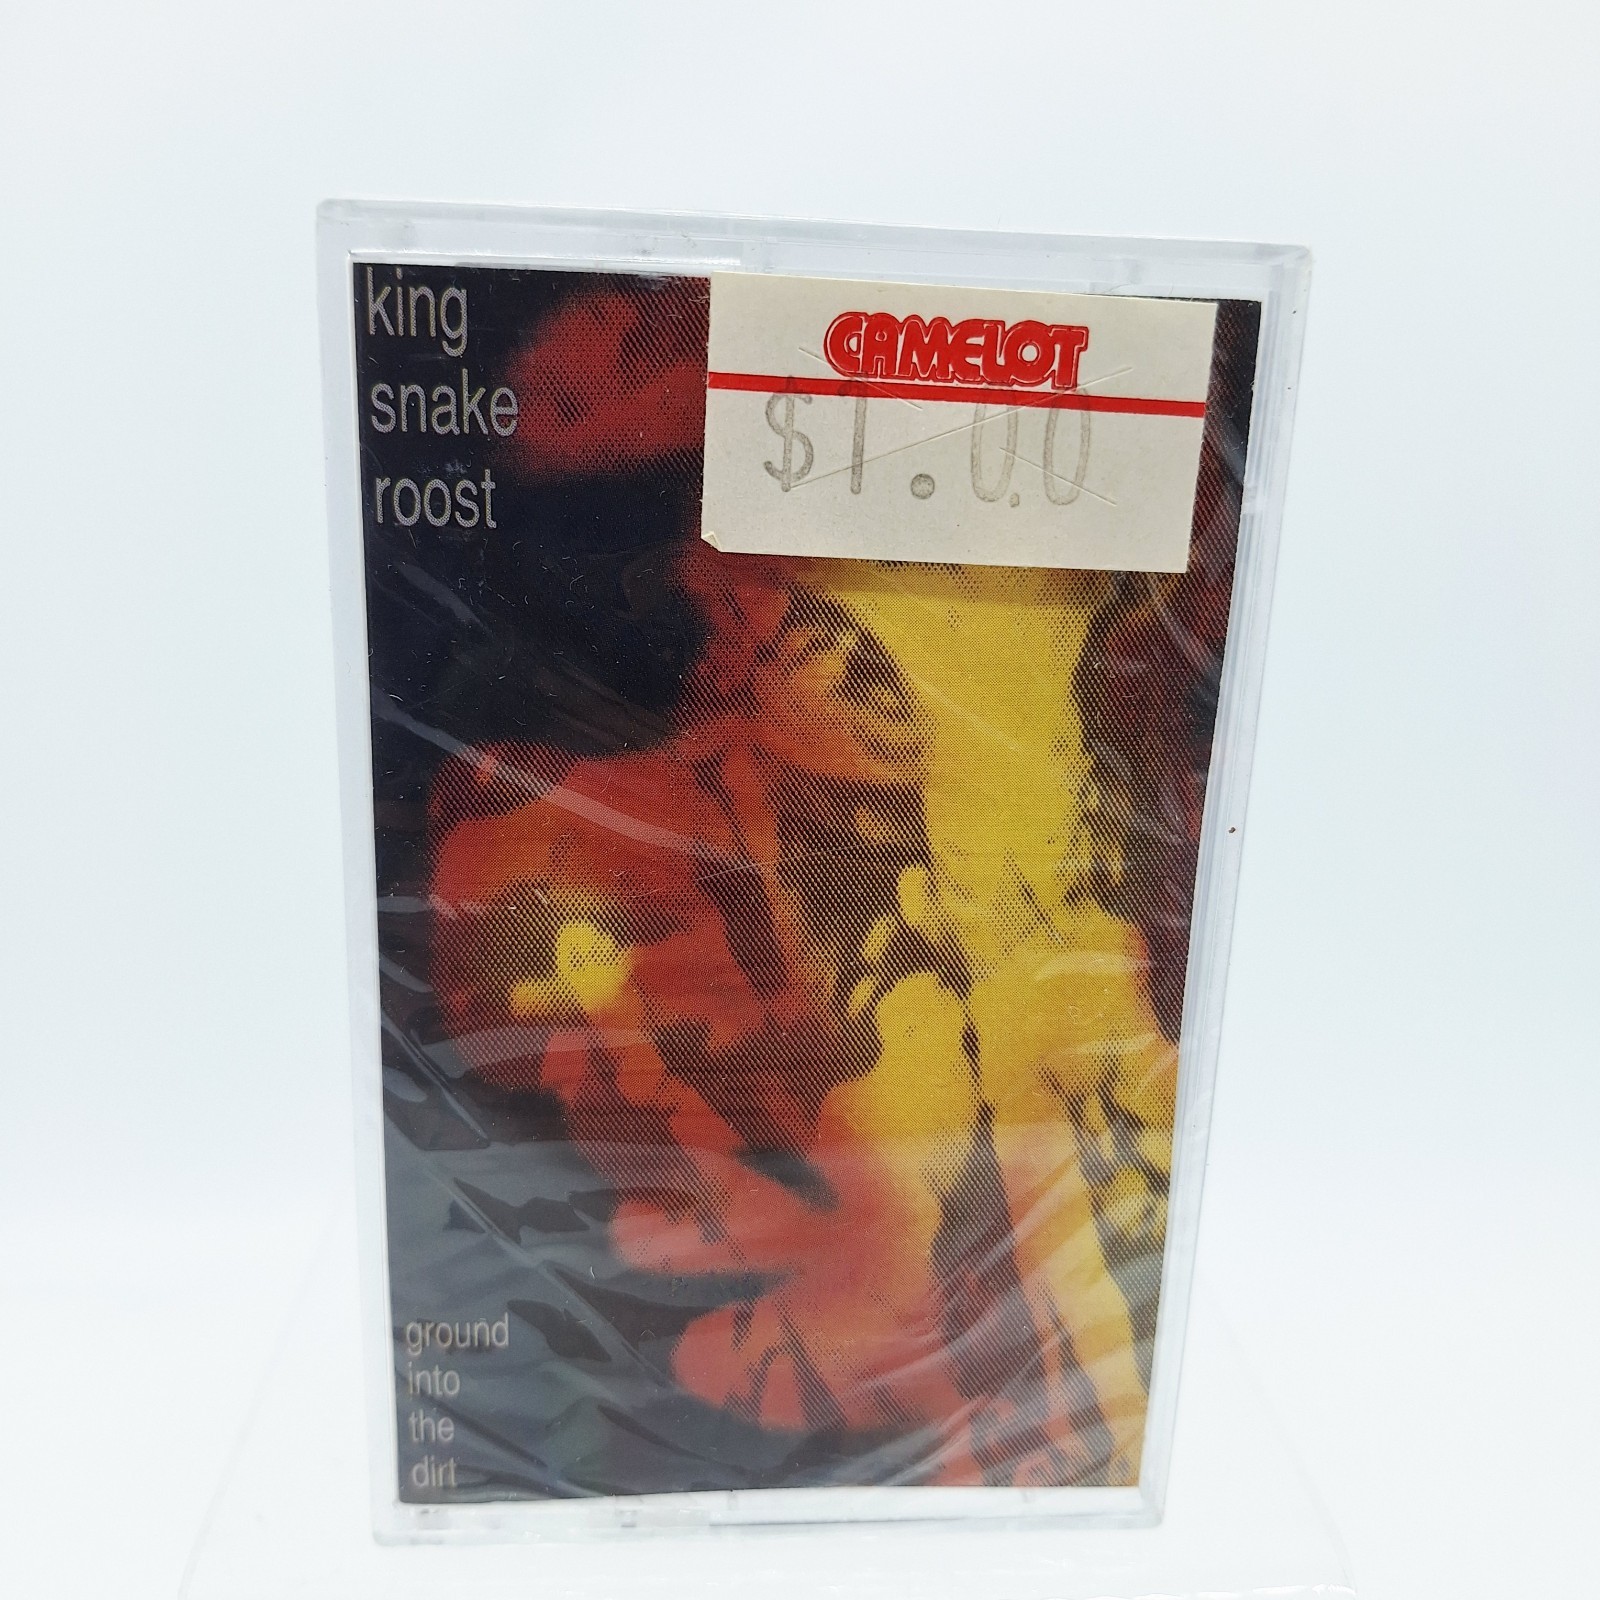 king
snake
roost
CAMELOT
$1.00
ground
into
the
dirt